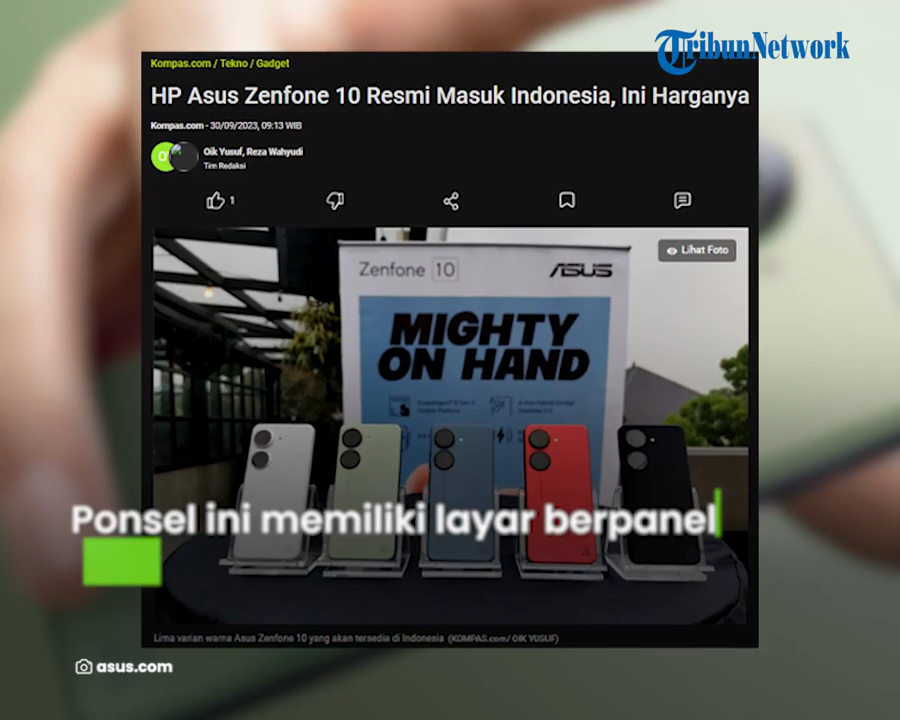 TribunNetwork
Kompas.com / Tekno / Gadget
HP Asus Zenfone 10 Resmi Masuk Indonesia, Ini Harganya
Kompas.com - 30/09/2023, 09:13 WIB
Oik Yusuf, Reza Wahyudi
Tim Redaksi
1
Lihat Foto
Zenfone 10
ASUS
MIGHTY
ON HAND
Ponsel ini memiliki layar berpanel
Lima varian warna Asus Zenfone 10 yang akan tersedia di Indonesia (KOMPAS.com/ OIK YUSUF)
asus.com